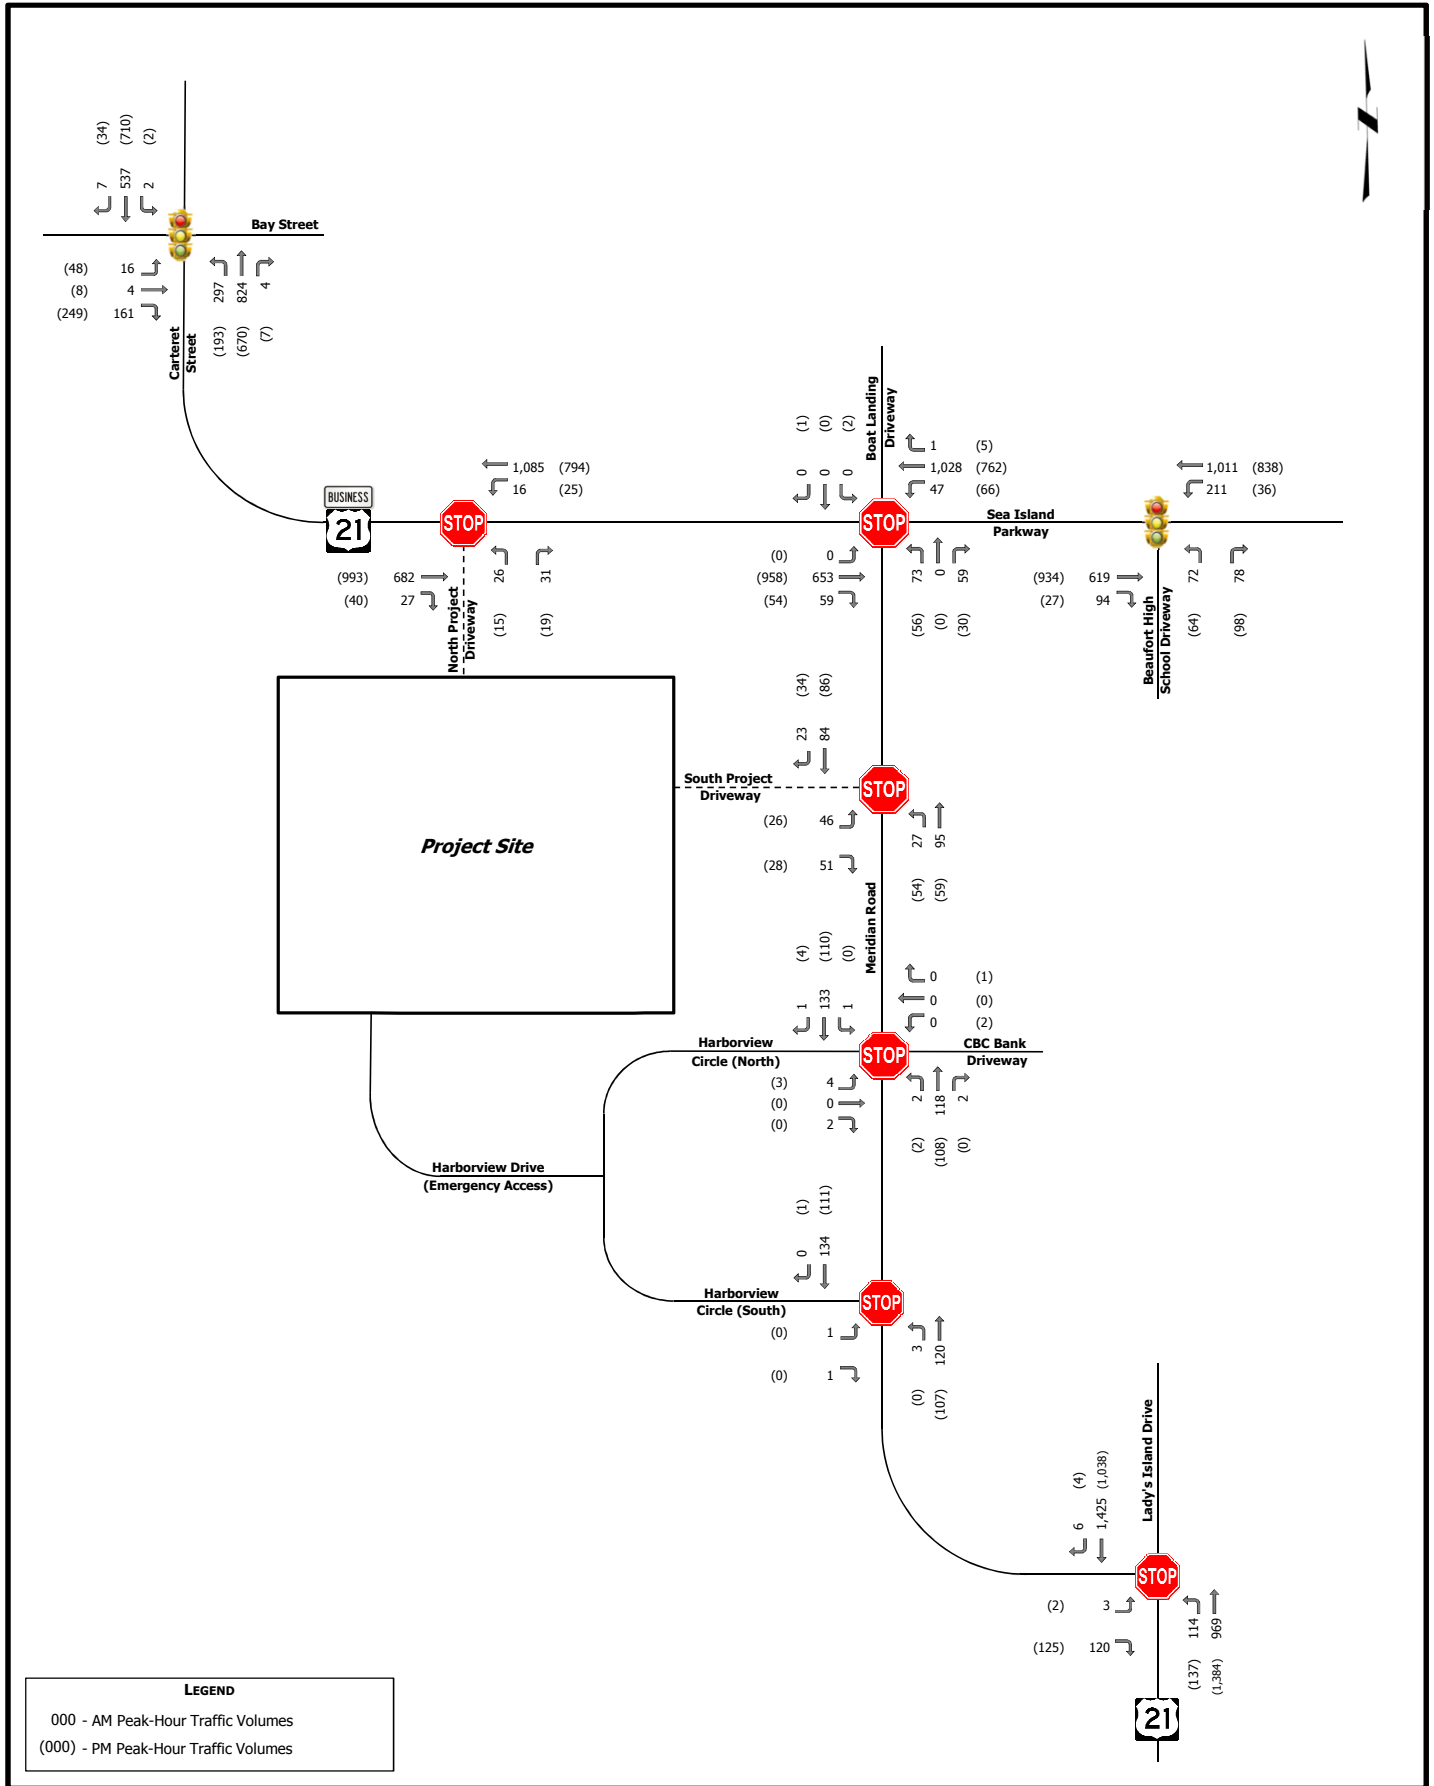 (34) (710) (2)
7 537 2
Bay Street
(48) 16
(8) 4
(249) 161
297 824 4
(193) (670) (7)
Carteret
Street
Boat Landing
Driveway
(1) (0) (2)
0 0 0
1 (5)
1,028 (762)
47 (66)
1,085 (794)
16 (25)
1,011 (838)
211 (36)
BUSINESS
21
STOP
STOP
Sea Island
Parkway
(993) 682
(40) 27
26 31
(15) (19)
North Project
Driveway
(0) 0
(958) 653
(54) 59
73 0 59
(56) (0) (30)
(934) 619
(27) 94
72 78
(64) (98)
Beaufort High
School Driveway
(34) (86)
23 84
South Project
Driveway
STOP
(26) 46
(28) 51
27 95
(54) (59)
Project Site
Meridian Road
(4) (110) (0)
1 133 1
0 (1)
0 (0)
0 (2)
Harborview
Circle (North)
STOP
CBC Bank
Driveway
(3) 4
(0) 0
(0) 2
2 118 2
(2) (108) (0)
Harborview Drive
(Emergency Access)
(1) (111)
0 134
Harborview
Circle (South)
STOP
(0) 1
(0) 1
3 120
(0) (107)
Lady's Island Drive
(4) (1,038)
6 1,425
STOP
(2) 3
(125) 120
114 969
(137) (1,384)
21
LEGEND
000 - AM Peak-Hour Traffic Volumes
(000) - PM Peak-Hour Traffic Volumes